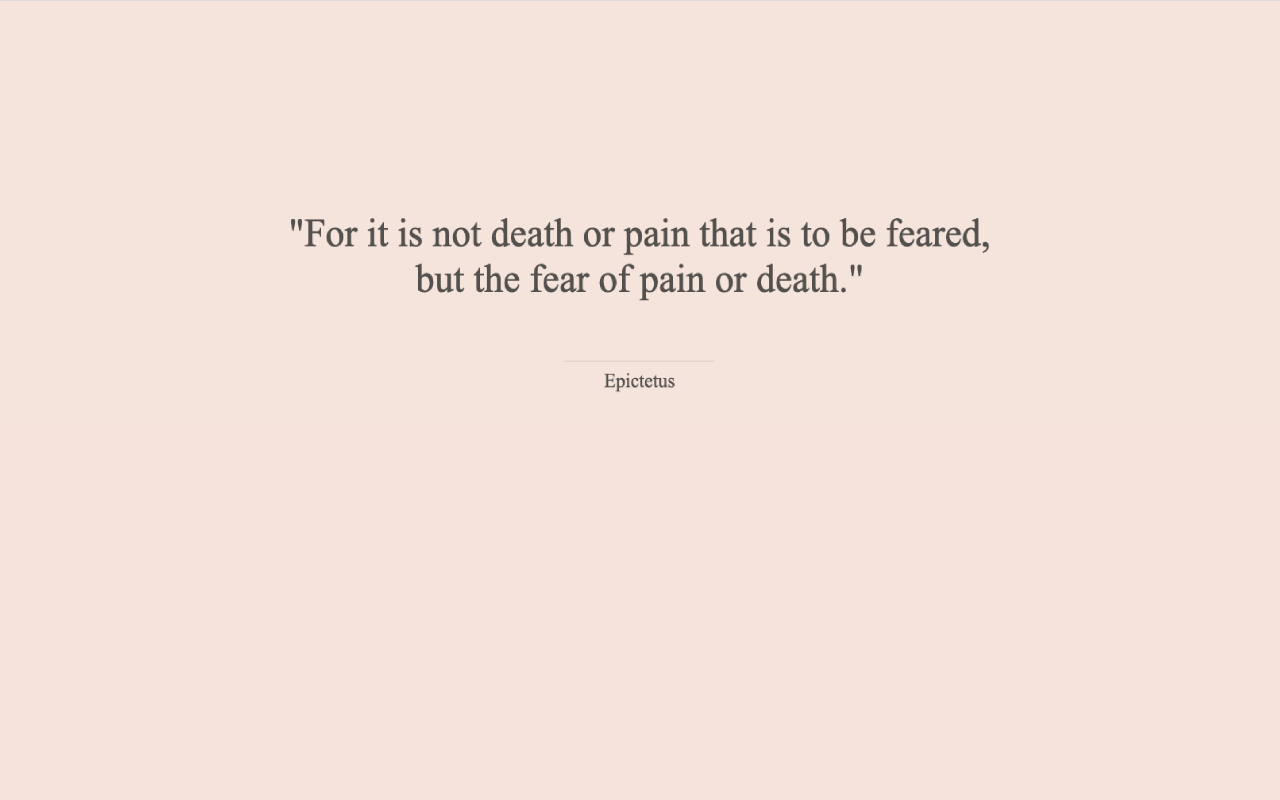 "For it is not death or pain that is to be feared,
but the fear of pain or death."
Epictetus